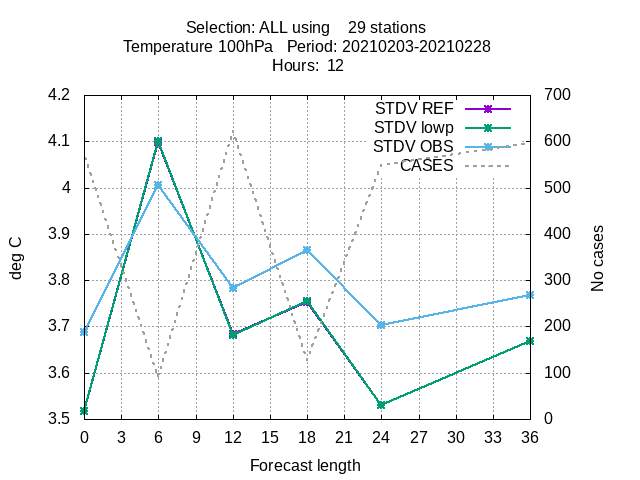 Selection: ALL using    29 stations
Temperature 100hPa   Period: 20210203-20210228
Hours:  12
4.2
4.1
4
3.9
3.8
3.7
3.6
3.5
deg C
STDV REF
STDV lowp
STDV OBS
CASES
700
600
500
400
300
200
100
0
No cases
0 3 6 9 12 15 18 21 24 27 30 33 36
Forecast length